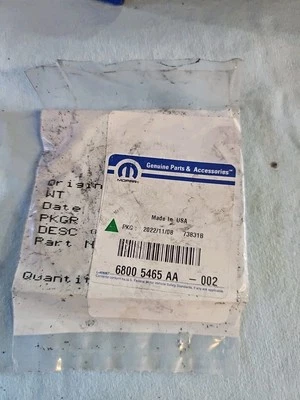 Genuine Parts & Accessories
MOPAR
Origin
WT
Date
PKGR
DESC
Part N
Quantit
Made in USA
PKG: 2022/11/08 73831B
6800 5465 AA - 002